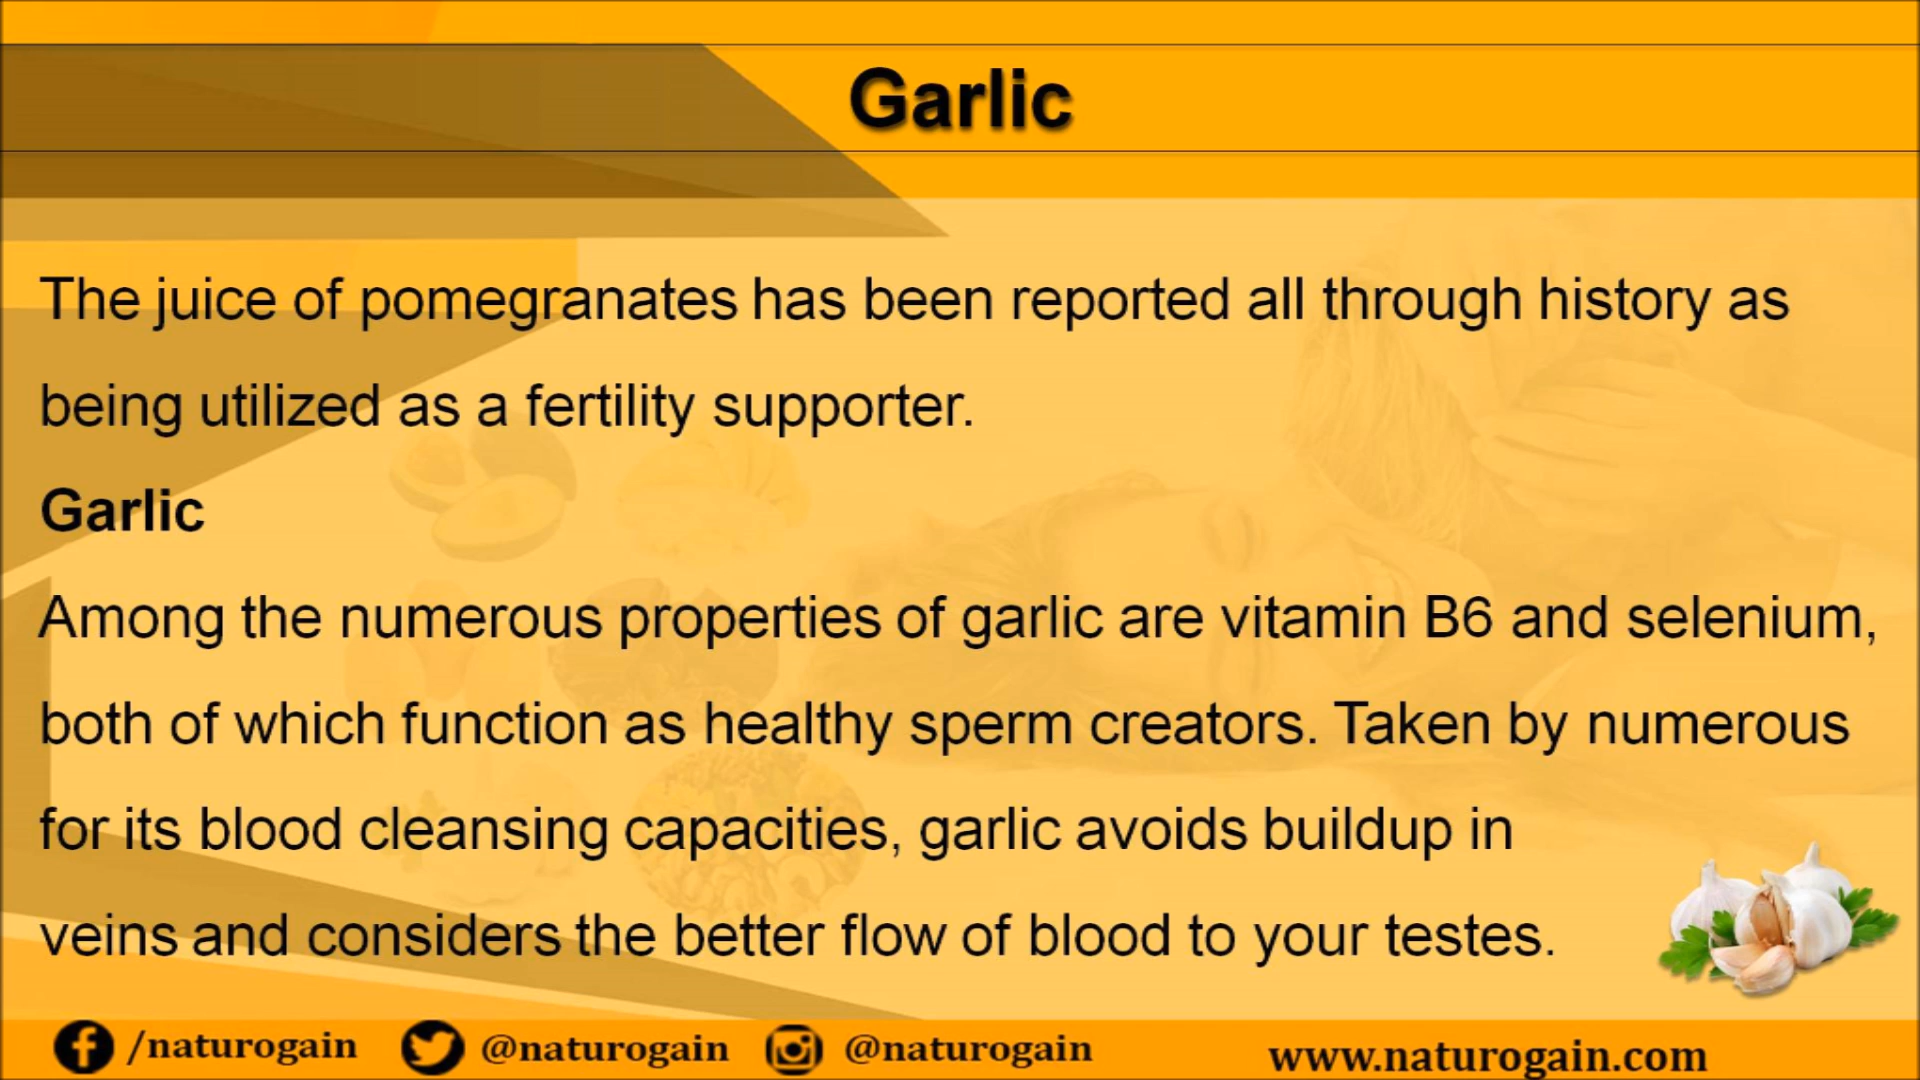 Garlic
The juice of pomegranates has been reported all through history as
being utilized as a fertility supporter.
Garlic
Among the numerous properties of garlic are vitamin B6 and selenium,
both of which function as healthy sperm creators. Taken by numerous
for its blood cleansing capacities, garlic avoids buildup in
veins and considers the better flow of blood to your testes.
/naturogain @naturogain @naturogain www.naturogain.com